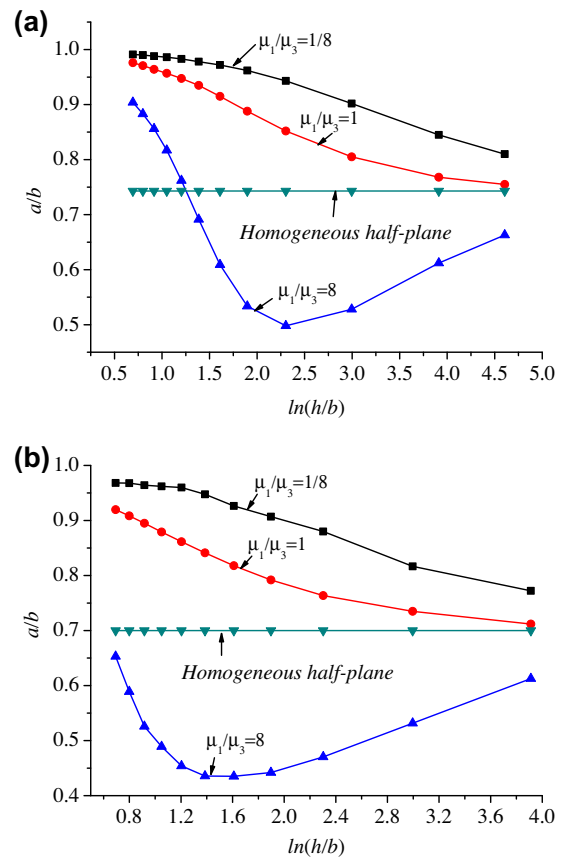 (a)
1.0
0.9
0.8
0.7
0.6
0.5
a/b
μ₁/μ₃=1/8
μ₁/μ₃=1
Homogeneous half-plane
μ₁/μ₃=8
0.5 1.0 1.5 2.0 2.5 3.0 3.5 4.0 4.5 5.0
ln(h/b)
(b)
1.0
0.9
0.8
0.7
0.6
0.5
0.4
a/b
μ₁/μ₃=1/8
μ₁/μ₃=1
Homogeneous half-plane
μ₁/μ₃=8
0.8 1.2 1.6 2.0 2.4 2.8 3.2 3.6 4.0
ln(h/b)